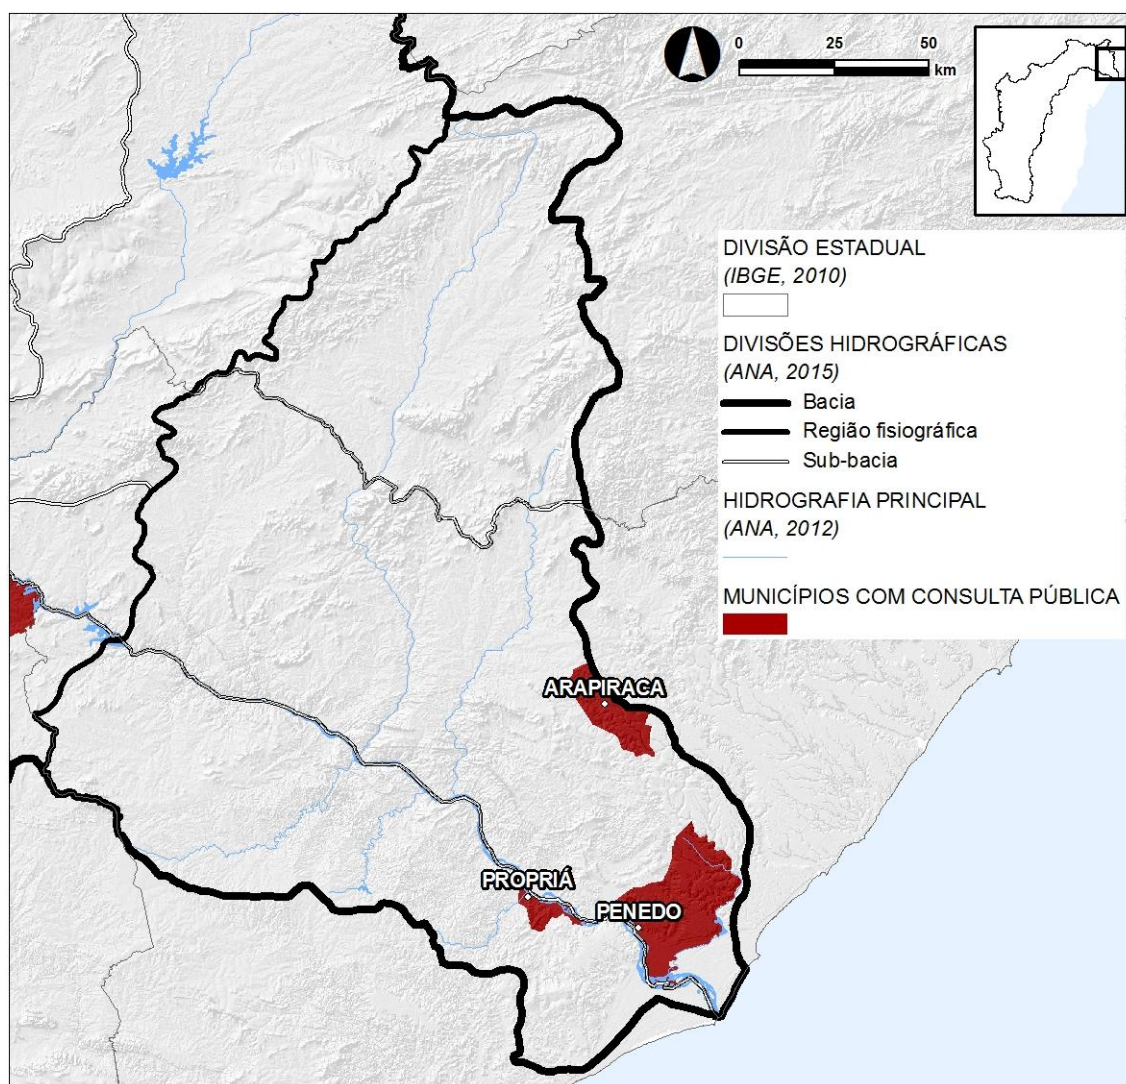 0 25 50
km
DIVISÃO ESTADUAL
(IBGE, 2010)
DIVISÕES HIDROGRÁFICAS
(ANA, 2015)
Bacia
Região fisiográfica
Sub-bacia
HIDROGRAFIA PRINCIPAL
(ANA, 2012)
MUNICÍPIOS COM CONSULTA PÚBLICA
ARAPIRACA
PROPRIÁ
PENEDO